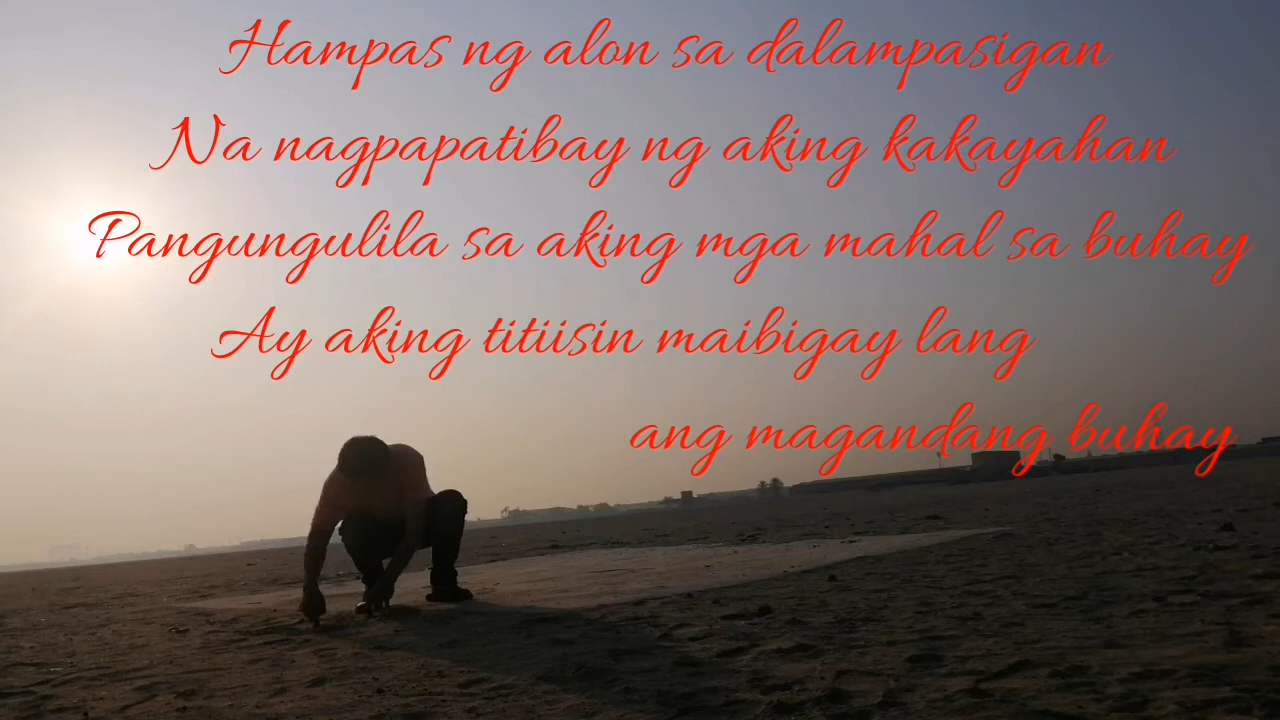 Hampas ng alon sa dalampasigan
Na nagpapatibay ng aking kakayahan
Pangungulila sa aking mga mahal sa buhay
Ay aking titiisin maibigay lang
ang magandang buhay